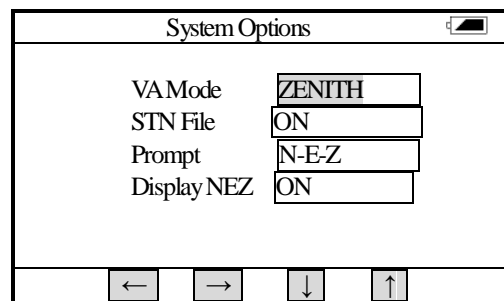 System Options
VA Mode ZENITH
STN File ON
Prompt N-E-Z
Display NEZ ON
← → ↓ ↑